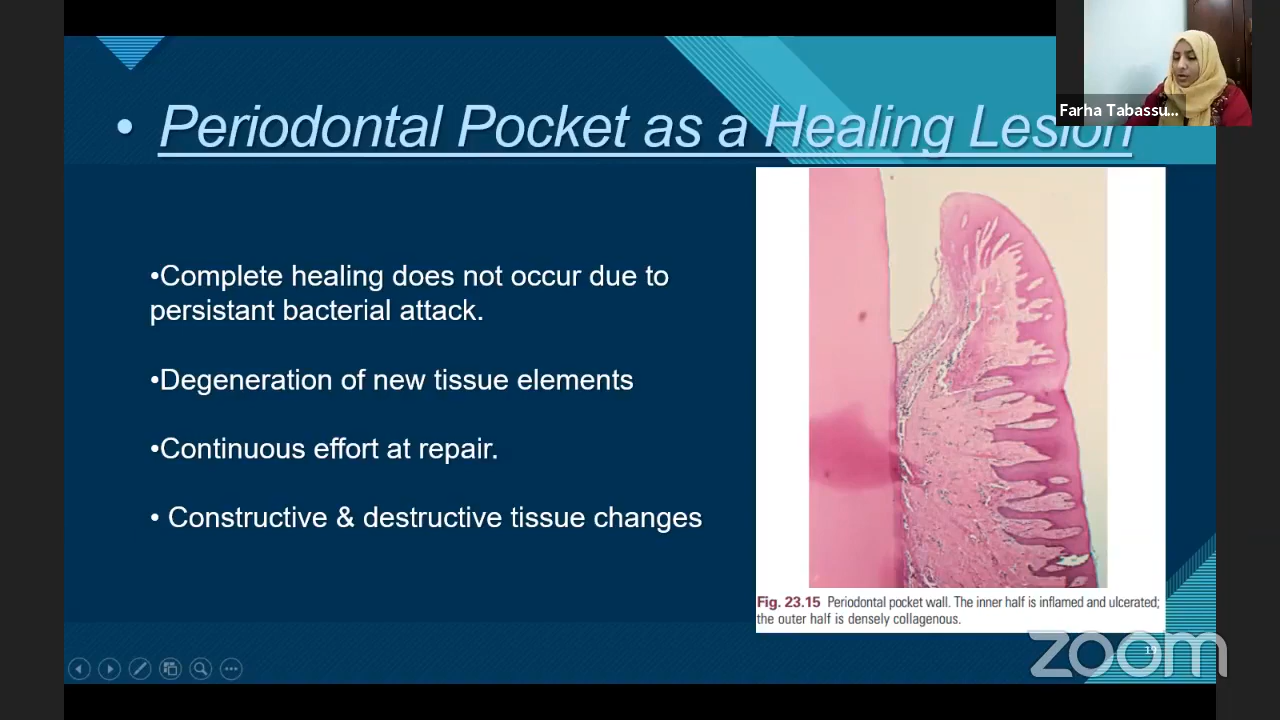 Farha Tabassu...
• Periodontal Pocket as a Healing Lesion
•Complete healing does not occur due to
persistant bacterial attack.
•Degeneration of new tissue elements
•Continuous effort at repair.
• Constructive & destructive tissue changes
Fig. 23.15 Periodontal pocket wall. The inner half is inflamed and ulcerated;
the outer half is densely collagenous.
zoom